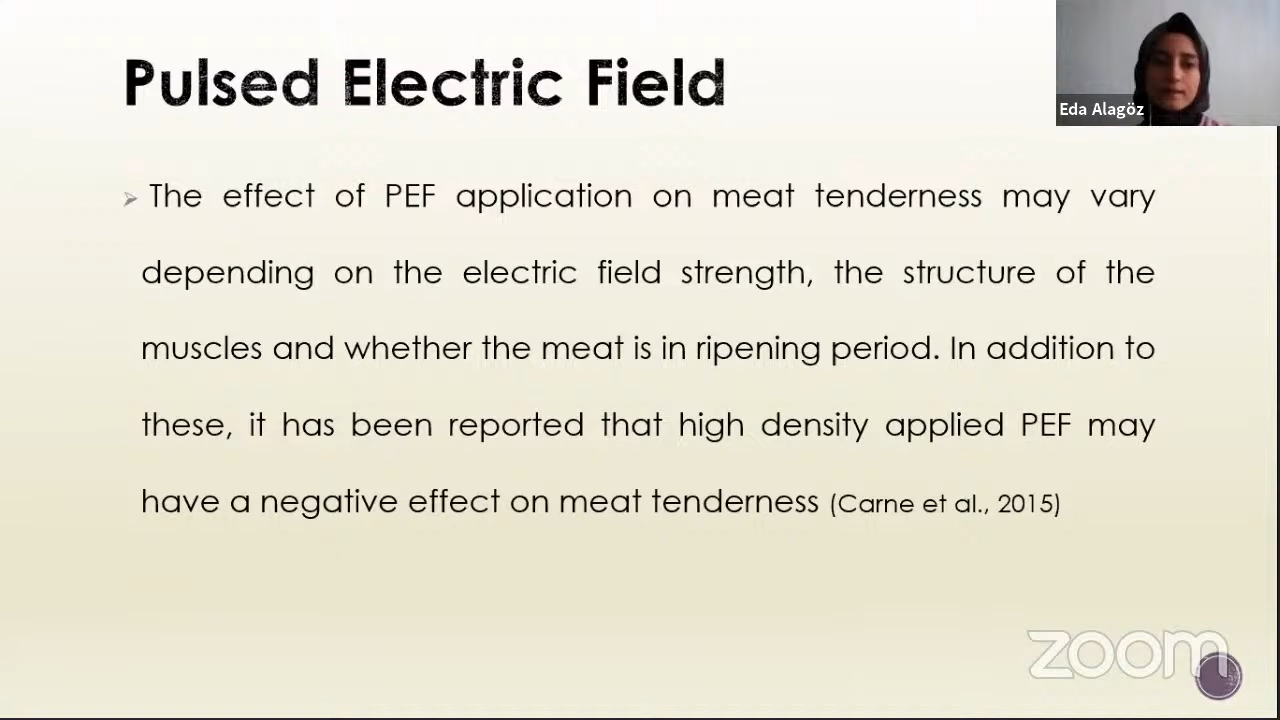 Pulsed Electric Field
Eda Alagöz
The effect of PEF application on meat tenderness may vary
depending on the electric field strength, the structure of the
muscles and whether the meat is in ripening period. In addition to
these, it has been reported that high density applied PEF may
have a negative effect on meat tenderness (Carne et al., 2015)
zoom